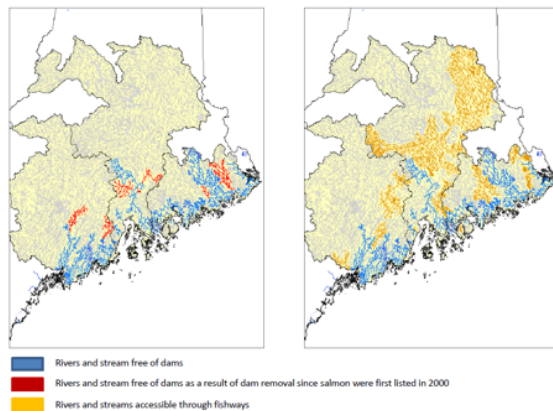 Rivers and stream free of dams
Rivers and stream free of dams as a result of dam removal since salmon were first listed in 2000
Rivers and streams accessible through fishways